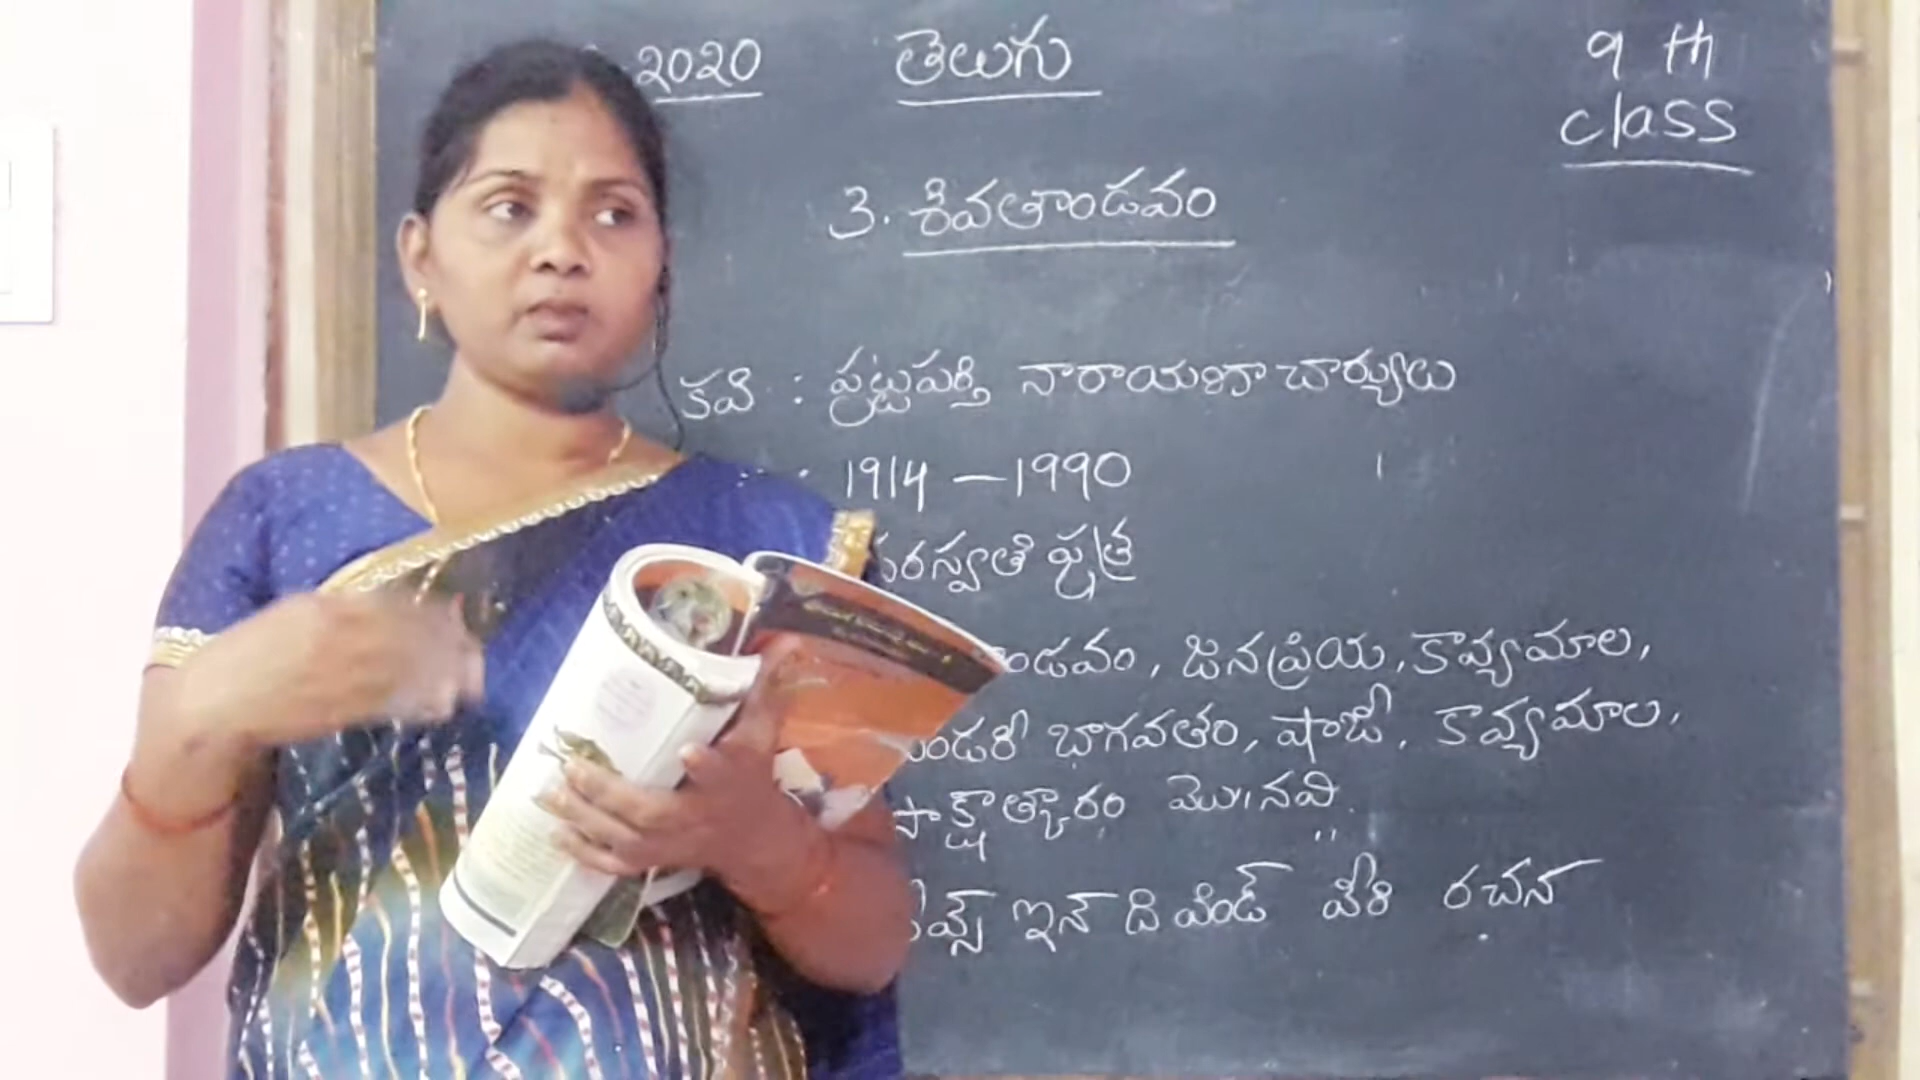 2020 తెలుగు 9 th
class
3. శివతాండవం
కవి : పుట్టపర్తి నారాయణాచార్యులు
: 1914 – 1990
సరస్వతీ పుత్ర
ండవం, జనప్రియ, కావ్యమాల,
పండరీ భాగవతం, షాజీ, కావ్యమాల,
సాక్షాత్కారం మొ౹౹నవి.
లీవ్స్ ఇన్ ది విండ్ వీరి రచన